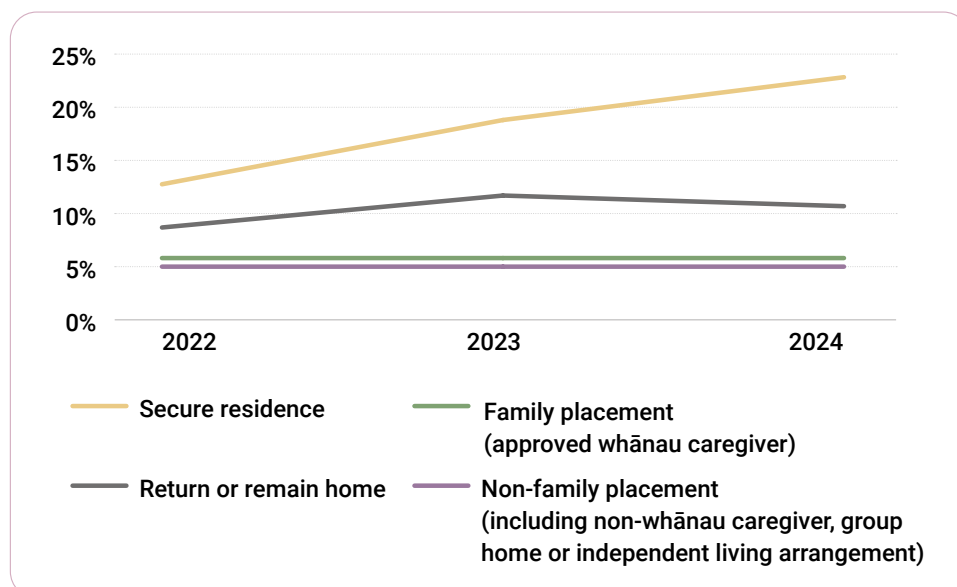 25%
20%
15%
10%
5%
0%
2022
2023
2024
Secure residence
Family placement
(approved whānau caregiver)
Return or remain home
Non-family placement
(including non-whānau caregiver, group
home or independent living arrangement)